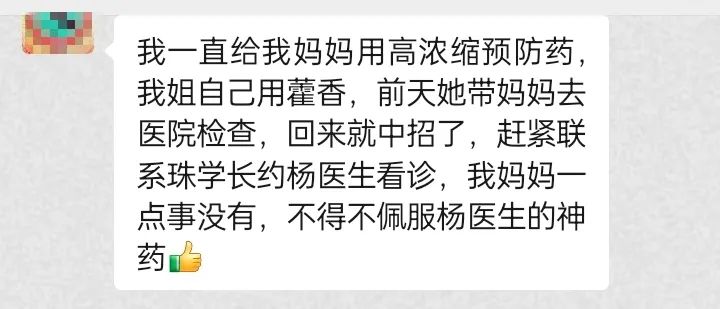 我一直给我妈妈用高浓缩预防药，
我姐自己用藿香，前天她带妈妈去
医院检查，回来就中招了，赶紧联
系珠学长约杨医生看诊，我妈妈一
点事没有，不得不佩服杨医生的神
药👍